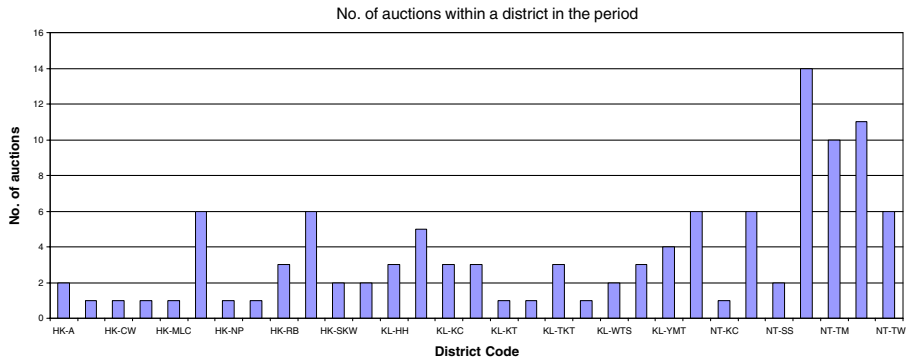 No. of auctions within a district in the period
16
14
12
10
8
6
4
2
0
No. of auctions
HK-A HK-CW HK-MLC HK-NP HK-RB HK-SKW KL-HH KL-KC KL-KT KL-TKT KL-WTS KL-YMT NT-KC NT-SS NT-TM NT-TW
District Code